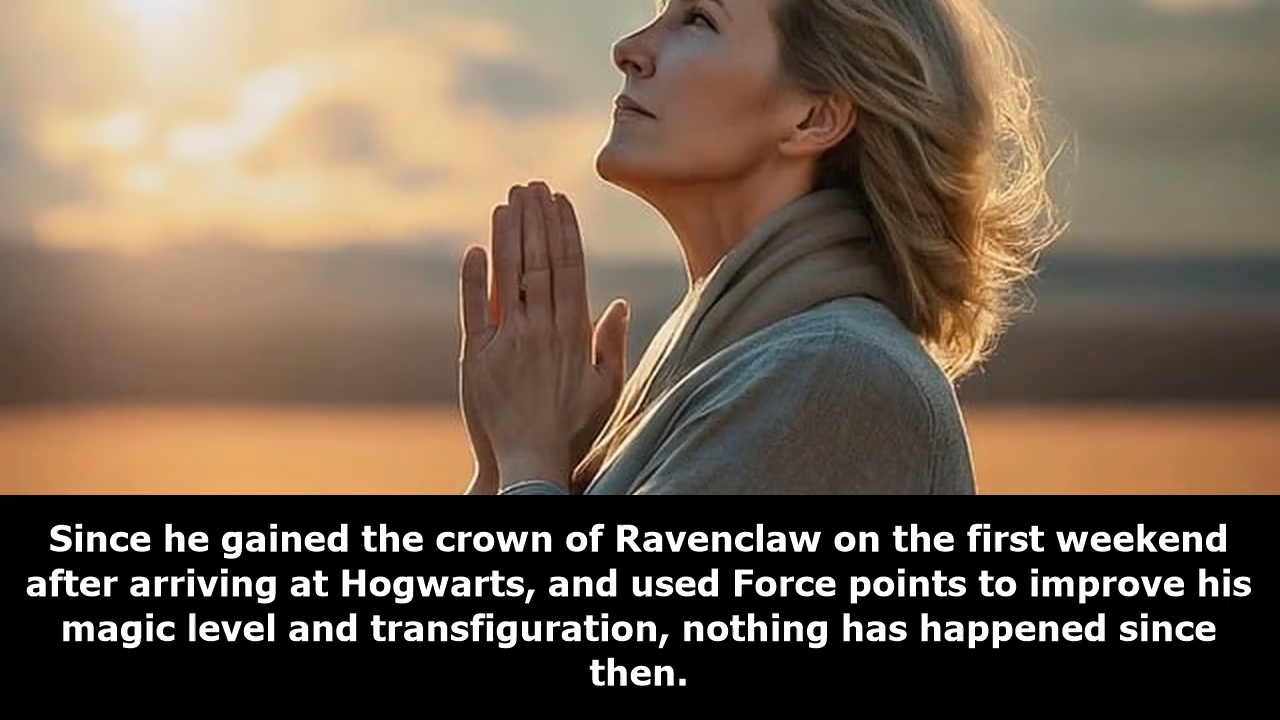 Since he gained the crown of Ravenclaw on the first weekend
after arriving at Hogwarts, and used Force points to improve his
magic level and transfiguration, nothing has happened since
then.